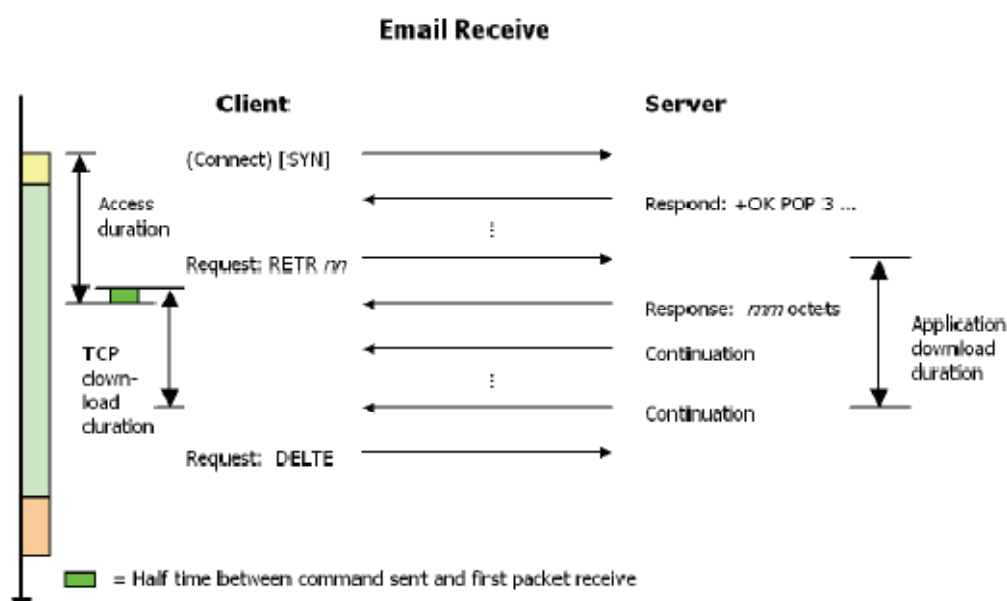 Email Receive
Client
Server
(Connect) [SYN]
Respond: +OK POP 3 ...
Access
duration
⋮
Request: RETR nn
Response: mm octets
Application
download
duration
TCP
down-
load
duration
Continuation
⋮
Continuation
Request: DELTE
= Half time between command sent and first packet receive